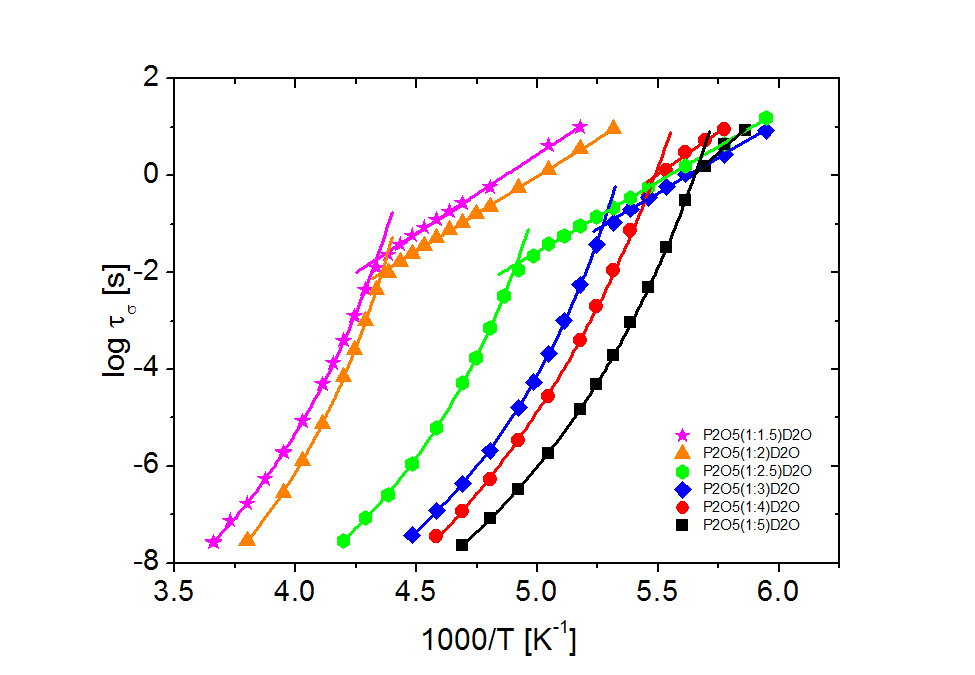 2
0
-2
-4
-6
-8
log τσ [s]
P2O5(1:1.5)D2O
P2O5(1:2)D2O
P2O5(1:2.5)D2O
P2O5(1:3)D2O
P2O5(1:4)D2O
P2O5(1:5)D2O
3.5 4.0 4.5 5.0 5.5 6.0
1000/T [K-1]